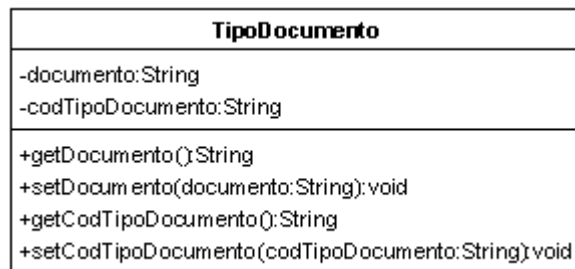 TipoDocumento
-documento:String
-codTipoDocumento:String
+getDocumento():String
+setDocumento(documento:String):void
+getCodTipoDocumento():String
+setCodTipoDocumento(codTipoDocumento:String):void